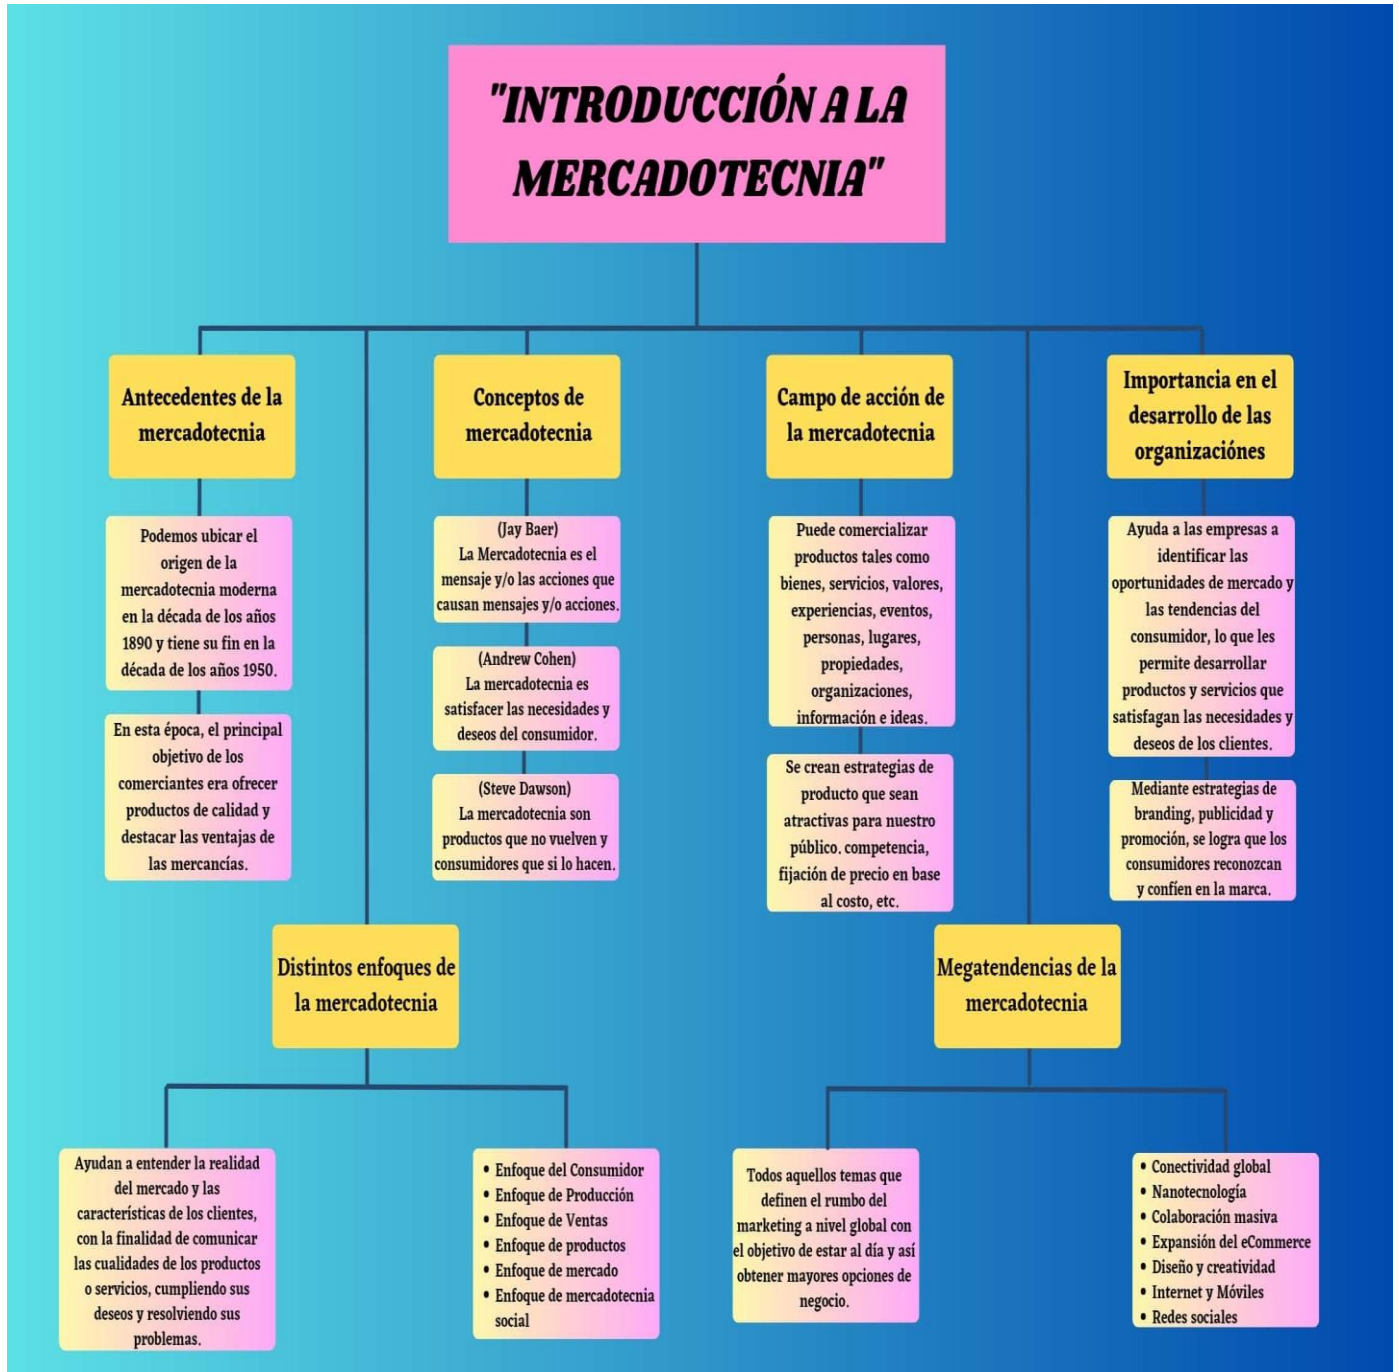 "INTRODUCCIÓN A LA
MERCADOTECNIA"
Antecedentes de la
mercadotecnia
Podemos ubicar el
origen de la
mercadotecnia moderna
en la década de los años
1890 y tiene su fin en la
década de los años 1950.
En esta época, el principal
objetivo de los
comerciantes era ofrecer
productos de calidad y
destacar las ventajas de
las mercancías.
Conceptos de
mercadotecnia
(Jay Baer)
La Mercadotecnia es el
mensaje y/o las acciones que
causan mensajes y/o acciones.
(Andrew Cohen)
La mercadotecnia es
satisfacer las necesidades y
deseos del consumidor.
(Steve Dawson)
La mercadotecnia son
productos que no vuelven y
consumidores que si lo hacen.
Campo de acción de
la mercadotecnia
Puede comercializar
productos tales como
bienes, servicios, valores,
experiencias, eventos,
personas, lugares,
propiedades,
organizaciones,
información e ideas.
Se crean estrategias de
producto que sean
atractivas para nuestro
público. competencia,
fijación de precio en base
al costo, etc.
Importancia en el
desarrollo de las
organizaciónes
Ayuda a las empresas a
identificar las
oportunidades de mercado y
las tendencias del
consumidor, lo que les
permite desarrollar
productos y servicios que
satisfagan las necesidades y
deseos de los clientes.
Mediante estrategias de
branding, publicidad y
promoción, se logra que los
consumidores reconozcan
y confíen en la marca.
Distintos enfoques de
la mercadotecnia
Ayudan a entender la realidad
del mercado y las
características de los clientes,
con la finalidad de comunicar
las cualidades de los productos
o servicios, cumpliendo sus
deseos y resolviendo sus
problemas.
• Enfoque del Consumidor
• Enfoque de Producción
• Enfoque de Ventas
• Enfoque de productos
• Enfoque de mercado
• Enfoque de mercadotecnia
social
Megatendencias de la
mercadotecnia
Todos aquellos temas que
definen el rumbo del
marketing a nivel global con
el objetivo de estar al día y así
obtener mayores opciones de
negocio.
• Conectividad global
• Nanotecnología
• Colaboración masiva
• Expansión del eCommerce
• Diseño y creatividad
• Internet y Móviles
• Redes sociales